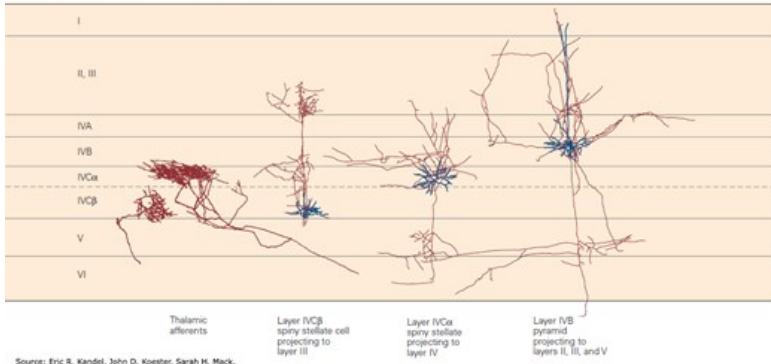 I
II, III
IVA
IVB
IVCα
IVCβ
V
VI
Thalamic
afferents
Layer IVCβ
spiny stellate cell
projecting to
layer III
Layer IVCα
spiny stellate
projecting to
layer IV
Layer IVB
pyramid
projecting to
layers II, III, and V
Source: Eric R. Kandel, John D. Koester, Sarah H. Mack,